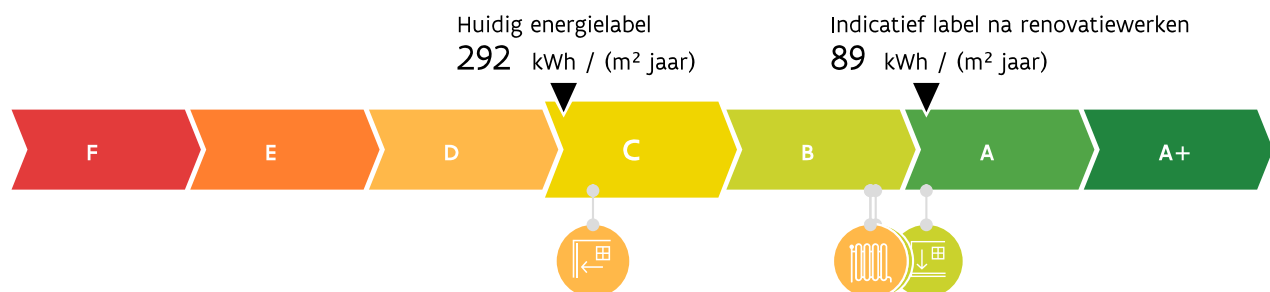 Huidig energielabel
292 kWh / (m² jaar)
Indicatief label na renovatiewerken
89 kWh / (m² jaar)
F E D C B A A+